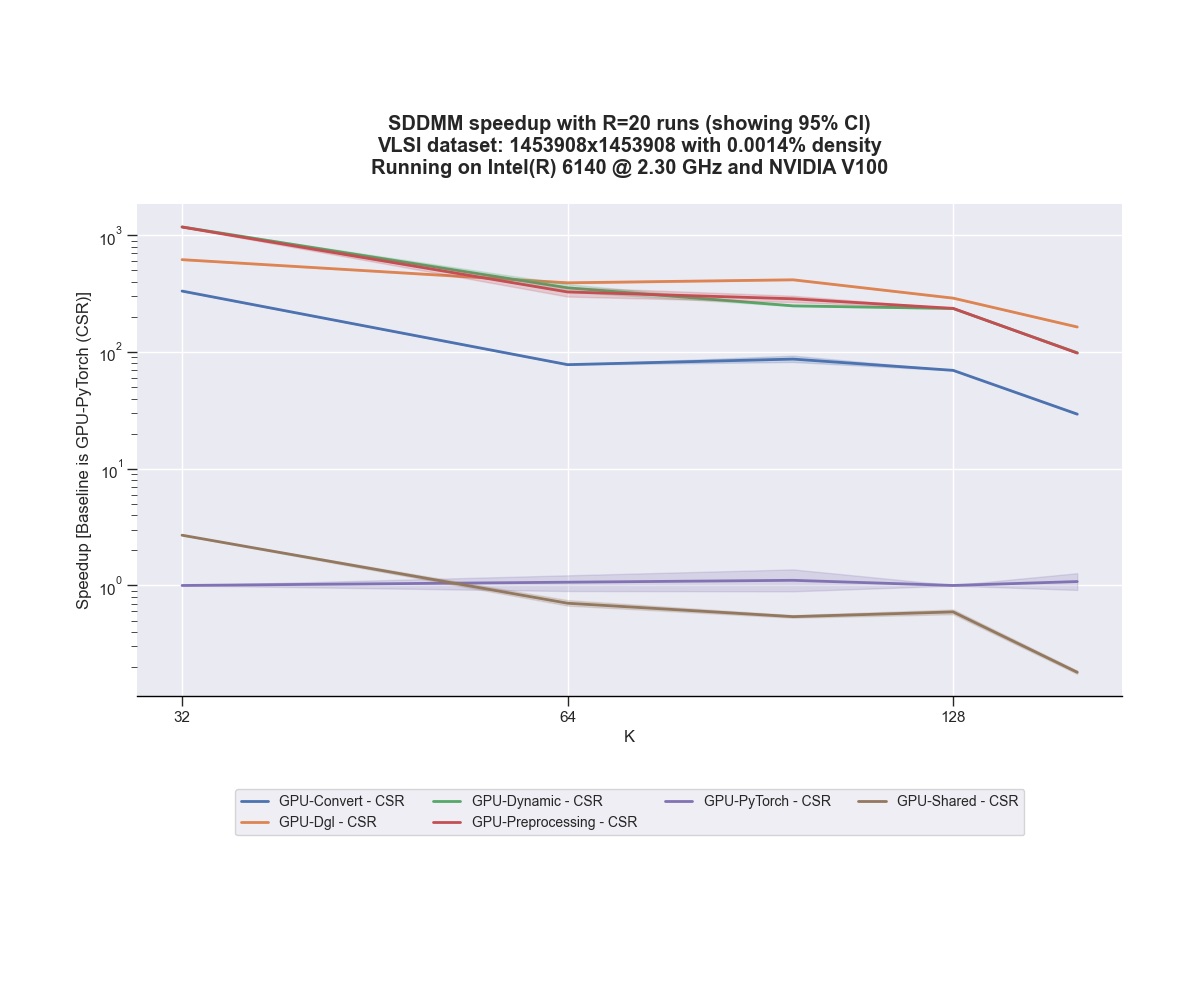 SDDMM speedup with R=20 runs (showing 95% CI)
VLSI dataset: 1453908x1453908 with 0.0014% density
Running on Intel(R) 6140 @ 2.30 GHz and NVIDIA V100
Speedup [Baseline is GPU-PyTorch (CSR)]
10³
10²
10¹
10⁰
32
64
128
K
GPU-Convert - CSR
GPU-Dgl - CSR
GPU-Dynamic - CSR
GPU-Preprocessing - CSR
GPU-PyTorch - CSR
GPU-Shared - CSR